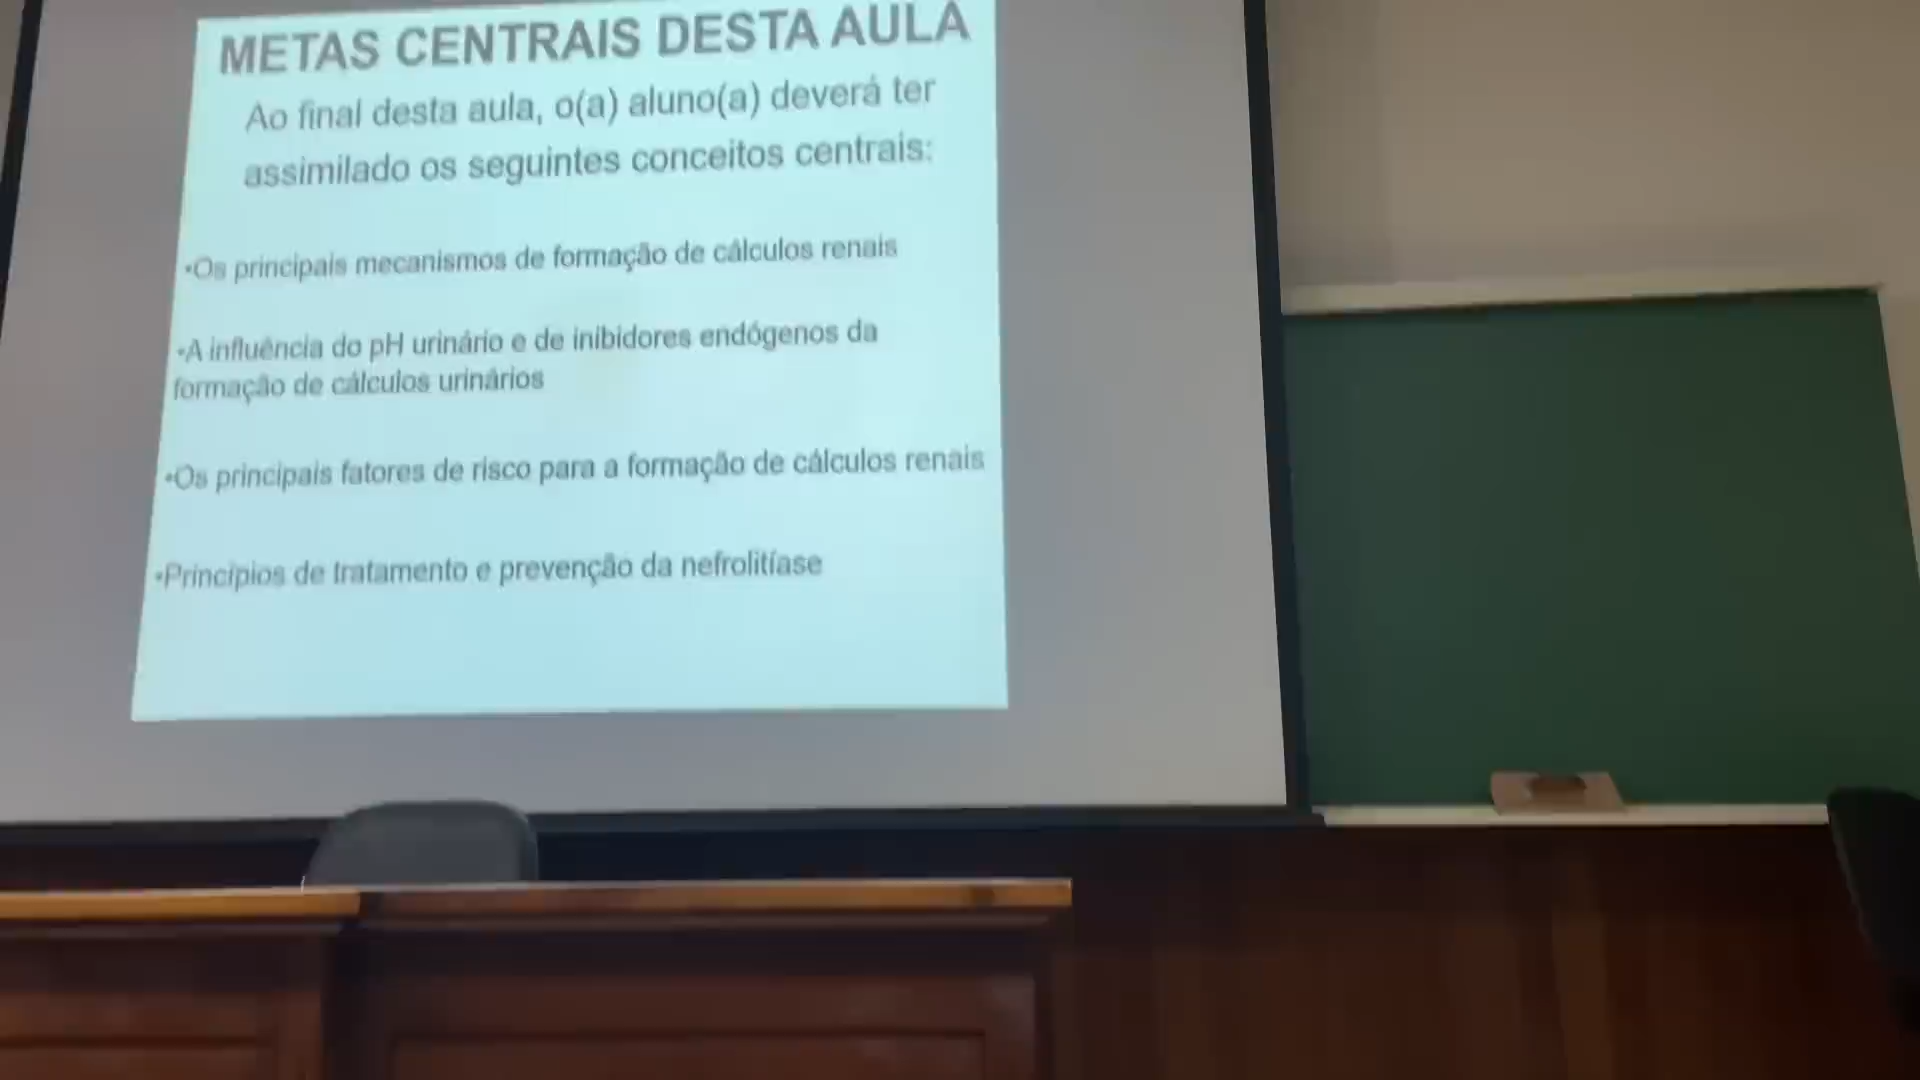 METAS CENTRAIS DESTA AULA
Ao final desta aula, o(a) aluno(a) deverá ter
assimilado os seguintes conceitos centrais:
•Os principais mecanismos de formação de cálculos renais
•A influência do pH urinário e de inibidores endógenos da
formação de cálculos urinários
•Os principais fatores de risco para a formação de cálculos renais
•Princípios de tratamento e prevenção da nefrolitíase